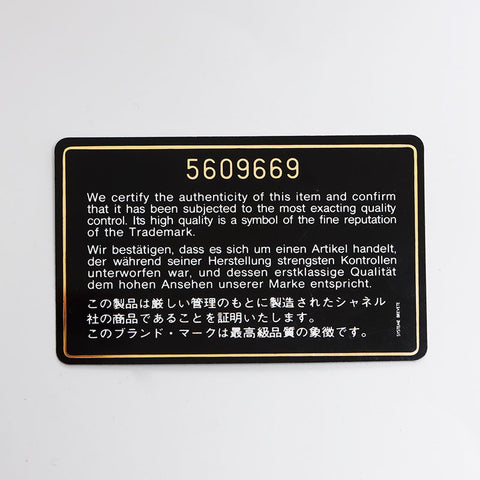 5609669
We certify the authenticity of this item and confirm
that it has been subjected to the most exacting quality
control. Its high quality is a symbol of the fine reputation
of the Trademark.
Wir bestätigen, dass es sich um einen Artikel handelt,
der während seiner Herstellung strengsten Kontrollen
unterworfen war, und dessen erstklassige Qualität
dem hohen Ansehen unserer Marke entspricht.
この製品は厳しい管理のもとに製造されたシャネル
社の商品であることを証明いたします。
このブランド・マークは最高級品質の象徴です。
SYSTEME BREVETE